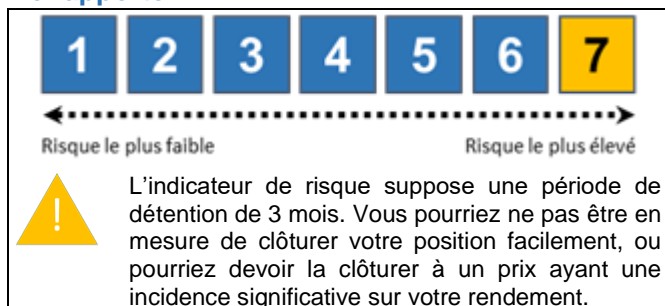 1 2 3 4 5 6 7
Risque le plus faible Risque le plus élevé
!
L'indicateur de risque suppose une période de
détention de 3 mois. Vous pourriez ne pas être en
mesure de clôturer votre position facilement, ou
pourriez devoir la clôturer à un prix ayant une
incidence significative sur votre rendement.